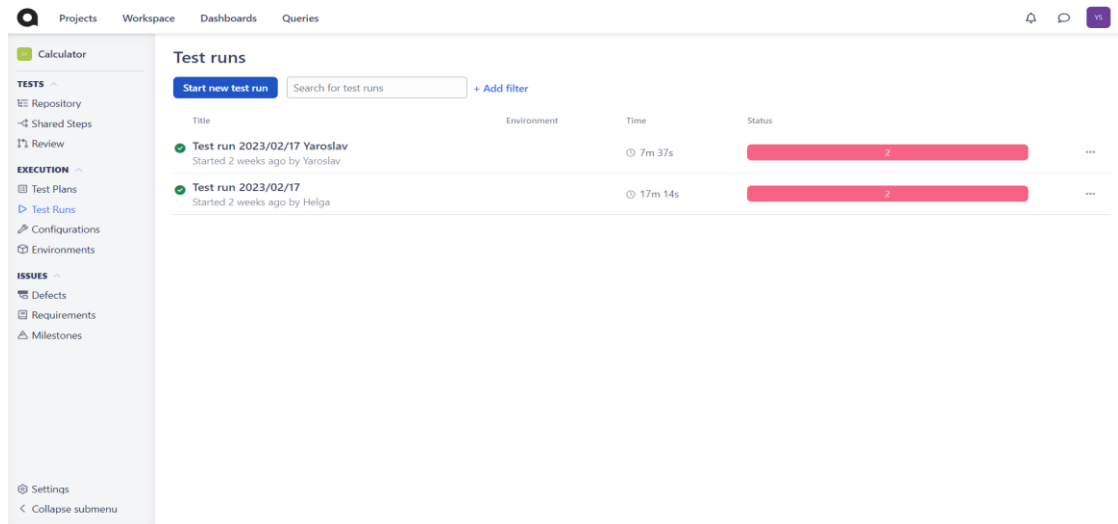 Projects Workspace Dashboards Queries YS
Calculator
TESTS
Repository
Shared Steps
Review
EXECUTION
Test Plans
Test Runs
Configurations
Environments
ISSUES
Defects
Requirements
Milestones
Settings
Collapse submenu
Test runs
Start new test run Search for test runs + Add filter
Title Environment Time Status
Test run 2023/02/17 Yaroslav 7m 37s 2
Started 2 weeks ago by Yaroslav
Test run 2023/02/17 17m 14s 2
Started 2 weeks ago by Helga